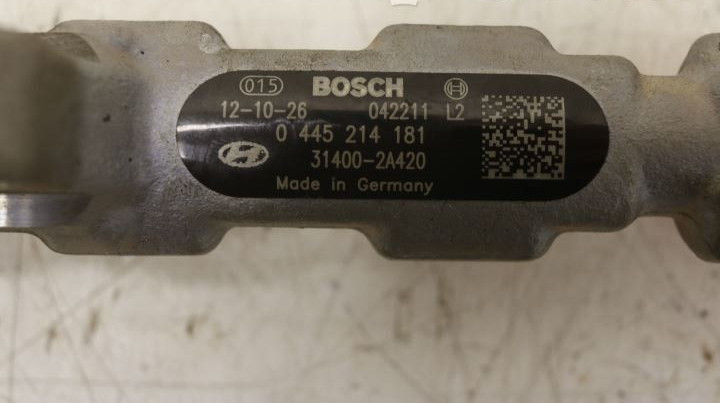 015 BOSCH
12-10-26 042211 L2
0 445 214 181
31400-2A420
Made in Germany